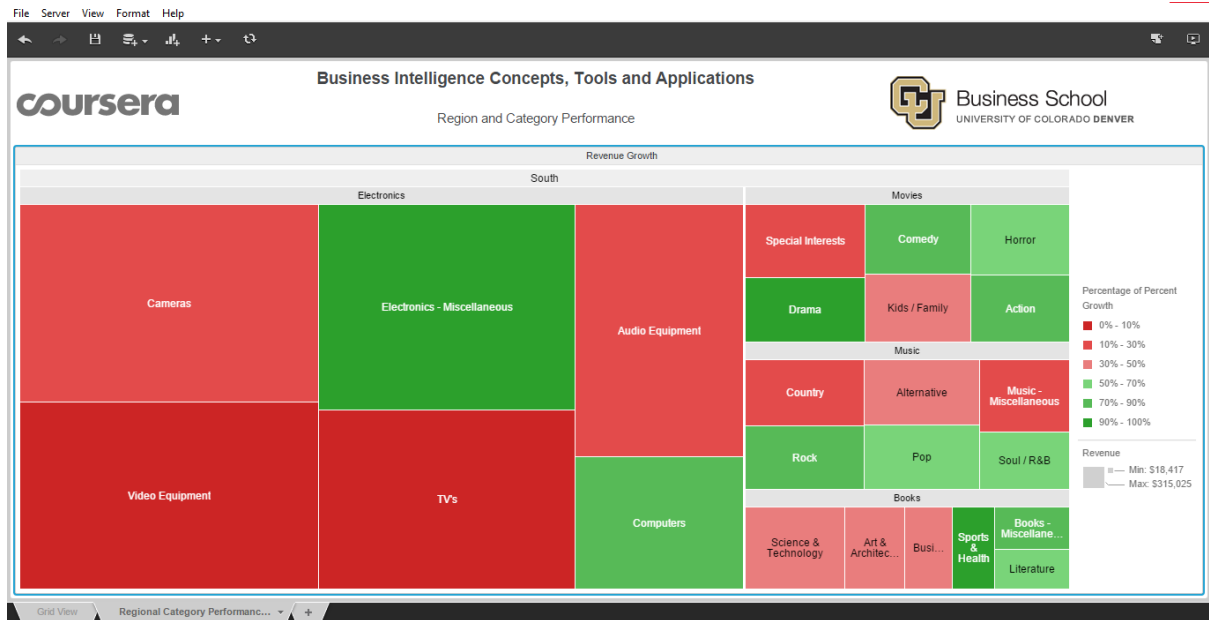 File Server View Format Help
coursera
Business Intelligence Concepts, Tools and Applications
Region and Category Performance
CU
Business School
UNIVERSITY OF COLORADO DENVER
Revenue Growth
South
Electronics
Cameras
Electronics - Miscellaneous
Audio Equipment
Video Equipment
TV's
Computers
Movies
Special Interests
Comedy
Horror
Drama
Kids / Family
Action
Music
Country
Alternative
Music -
Miscellaneous
Rock
Pop
Soul / R&B
Books
Science &
Technology
Art &
Architec...
Busi...
Sports
&
Health
Books -
Miscellane...
Literature
Percentage of Percent
Growth
0% - 10%
10% - 30%
30% - 50%
50% - 70%
70% - 90%
90% - 100%
Revenue
Min: $18,417
Max: $315,025
Grid View
Regional Category Performanc...